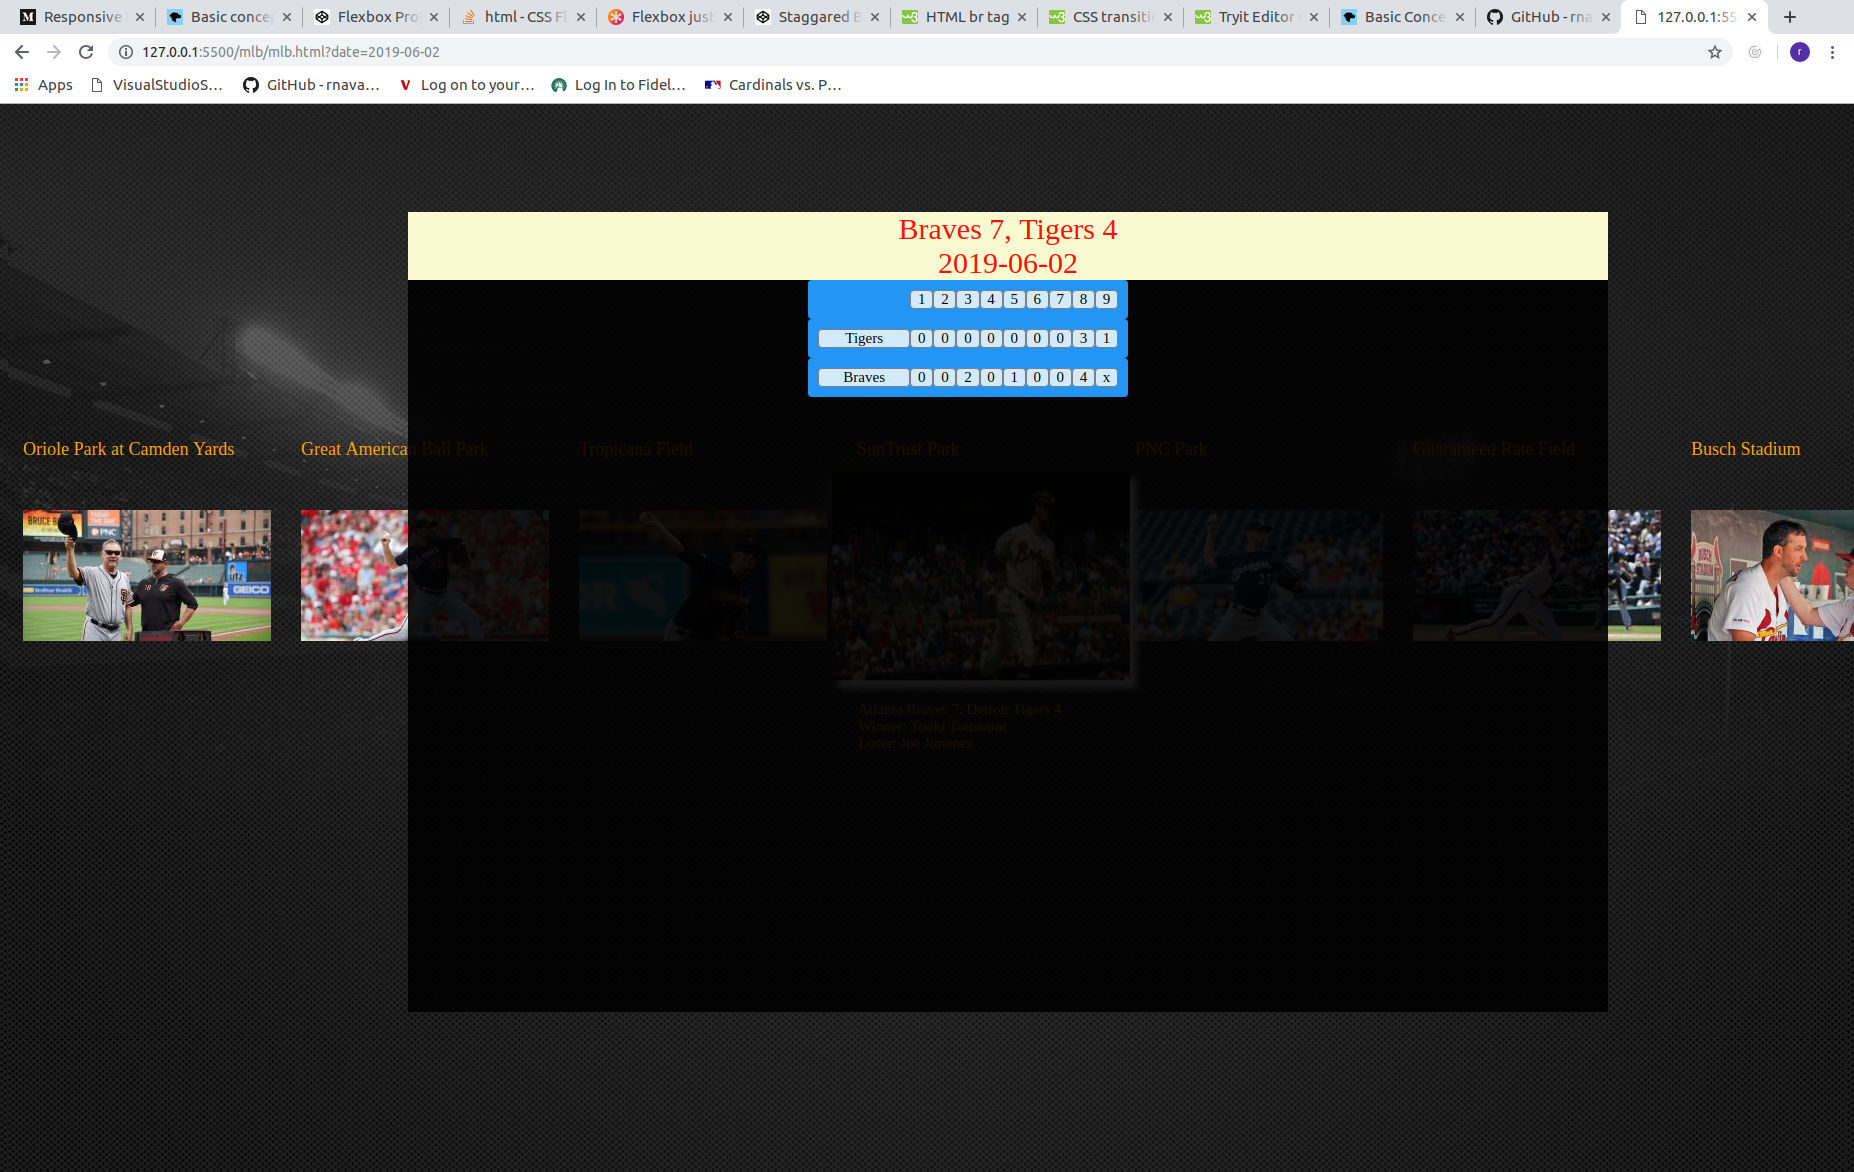 Responsive
Basic conce
Flexbox Pro
html - CSS Fl
Flexbox just
Staggared B
HTML br tag
CSS transiti
Tryit Editor
Basic Conce
GitHub - rna
127.0.0.1:55
127.0.0.1:5500/mlb/mlb.html?date=2019-06-02
r
Apps
VisualStudioS...
GitHub - rnava...
Log on to your...
Log In to Fidel...
Cardinals vs. P...
Braves 7, Tigers 4
2019-06-02
1 2 3 4 5 6 7 8 9
Tigers 0 0 0 0 0 0 0 3 1
Braves 0 0 2 0 1 0 0 4 x
Oriole Park at Camden Yards
Great American Ball Park
Tropicana Field
SunTrust Park
PNC Park
Guaranteed Rate Field
Busch Stadium
Atlanta Braves 7, Detroit Tigers 4
Winner: Touki Toussaint
Loser: Joe Jimenez